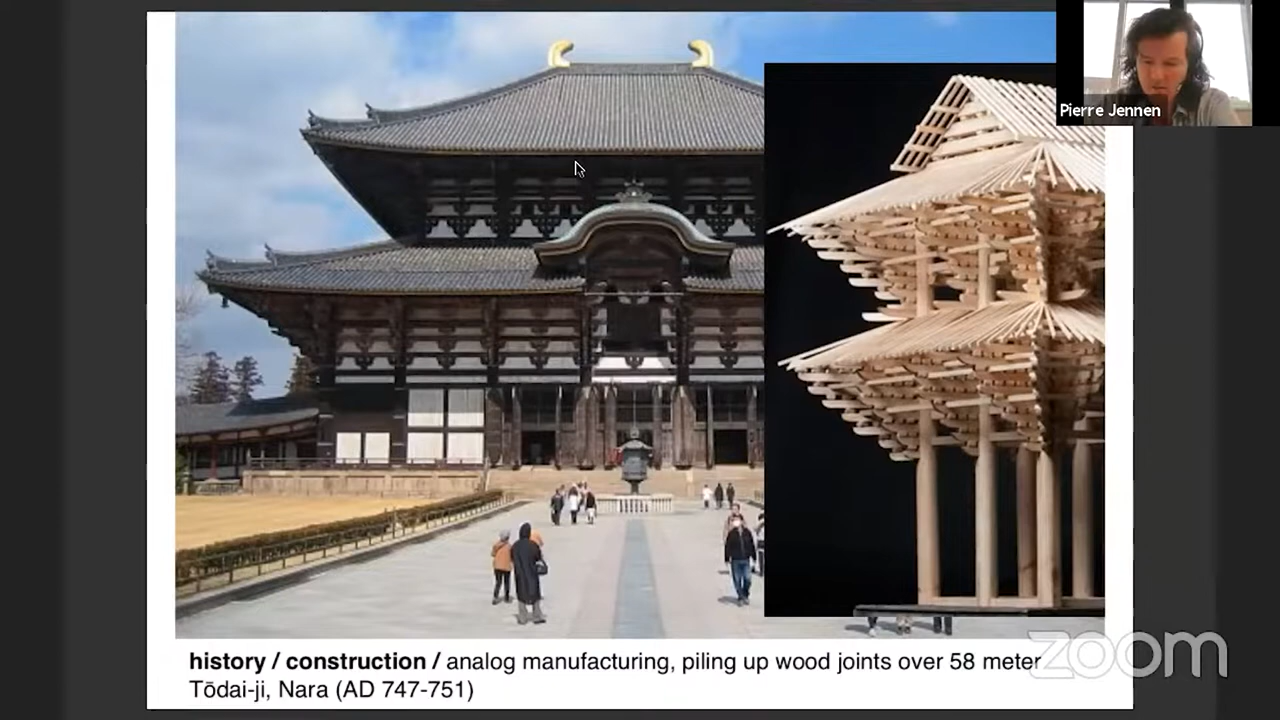 Pierre Jennen
history / construction / analog manufacturing, piling up wood joints over 58 meter
Tōdai-ji, Nara (AD 747-751)
zoom